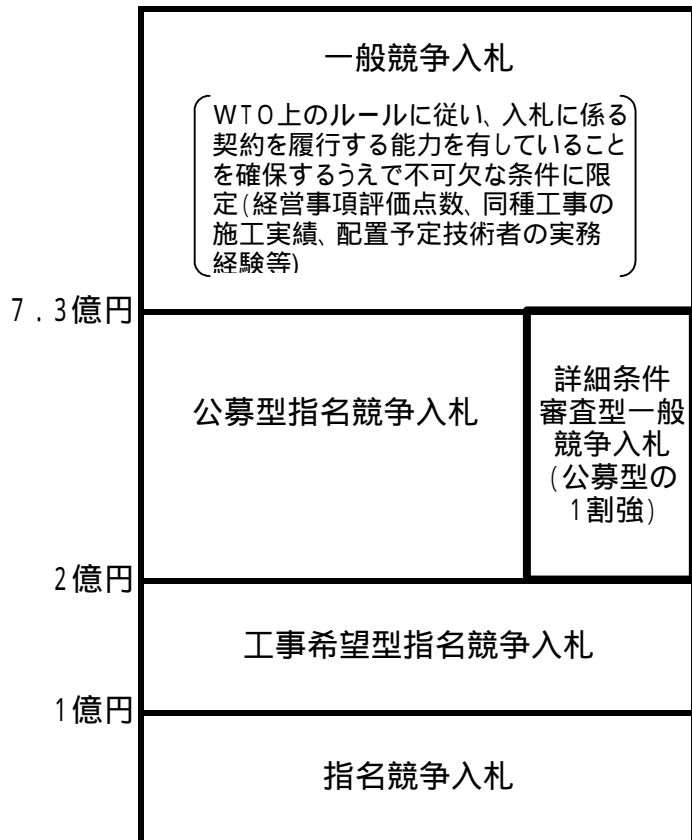 一般競争入札
WTO上のルールに従い、入札に係る
契約を履行する能力を有していること
を確保するうえで不可欠な条件に限
定(経営事項評価点数、同種工事の
施工実績、配置予定技術者の実務
経験等)
7.3億円
公募型指名競争入札
詳細条件
審査型一般
競争入札
(公募型の
1割強)
2億円
工事希望型指名競争入札
1億円
指名競争入札